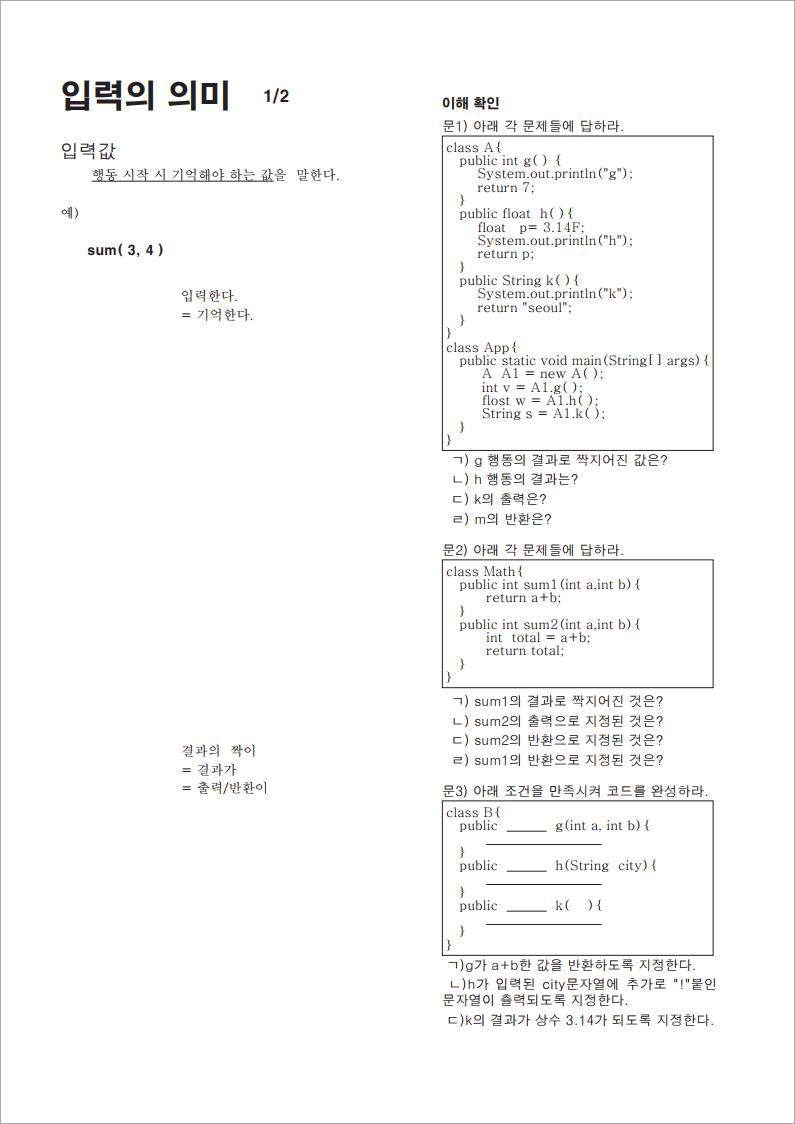 입력의 의미 1/2
입력값
행동 시작 시 기억해야 하는 값을 말한다.
예)
sum( 3, 4 )
입력한다.
= 기억한다.
결과의 짝이
= 결과가
= 출력/반환이
이해 확인
문1) 아래 각 문제들에 답하라.
class A{
public int g( ) {
System.out.println("g");
return 7;
}
public float h( ){
float p= 3.14F;
System.out.println("h");
return p;
}
public String k( ){
System.out.println("k");
return "seoul";
}
}
class App{
public static void main(String[ ] args){
A A1 = new A( );
int v = A1.g( );
flost w = A1.h( );
String s = A1.k( );
}
}
ㄱ) g 행동의 결과로 짝지어진 값은?
ㄴ) h 행동의 결과는?
ㄷ) k의 출력은?
ㄹ) m의 반환은?
문2) 아래 각 문제들에 답하라.
class Math{
public int sum1(int a,int b){
return a+b;
}
public int sum2(int a,int b){
int total = a+b;
return total;
}
}
ㄱ) sum1의 결과로 짝지어진 것은?
ㄴ) sum2의 출력으로 지정된 것은?
ㄷ) sum2의 반환으로 지정된 것은?
ㄹ) sum1의 반환으로 지정된 것은?
문3) 아래 조건을 만족시켜 코드를 완성하라.
class B{
public _____ g(int a, int b){
______________
}
public _____ h(String city){
______________
}
public _____ k( ){
______________
}
}
ㄱ)g가 a+b한 값을 반환하도록 지정한다.
ㄴ)h가 입력된 city문자열에 추가로 "!"붙인
문자열이 출력되도록 지정한다.
ㄷ)k의 결과가 상수 3.14가 되도록 지정한다.